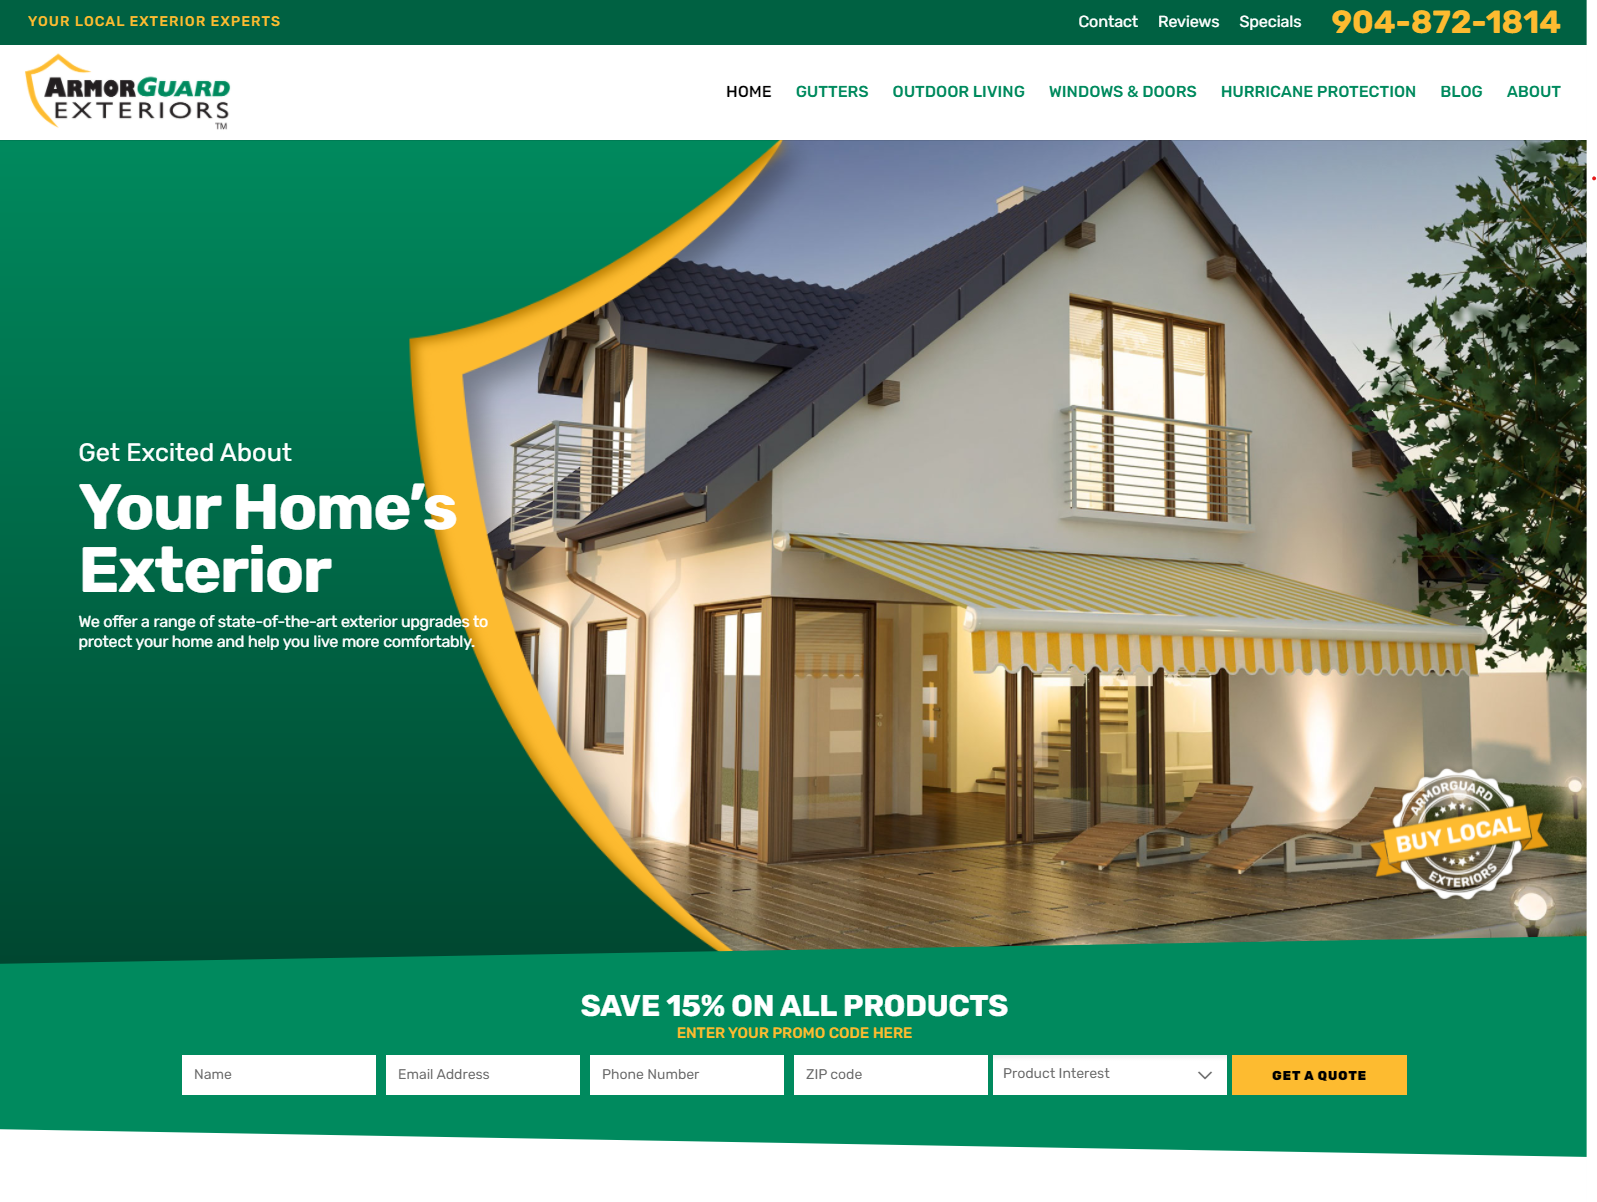 YOUR LOCAL EXTERIOR EXPERTS
Contact Reviews Specials 904-872-1814
ARMORGUARD
EXTERIORS
TM
HOME GUTTERS OUTDOOR LIVING WINDOWS & DOORS HURRICANE PROTECTION BLOG ABOUT
Get Excited About
Your Home’s
Exterior
We offer a range of state-of-the-art exterior upgrades to
protect your home and help you live more comfortably.
ARMORGUARD
BUY LOCAL
EXTERIORS
SAVE 15% ON ALL PRODUCTS
ENTER YOUR PROMO CODE HERE
Name Email Address Phone Number ZIP code Product Interest GET A QUOTE